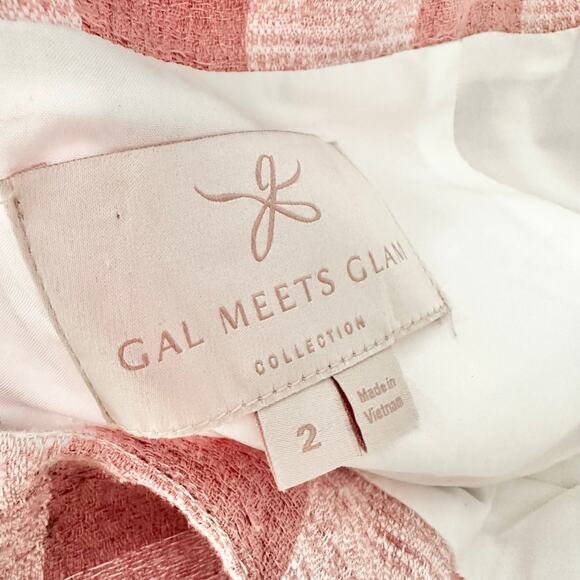 GAL MEETS GLAM
COLLECTION
2
Made in
Vietnam